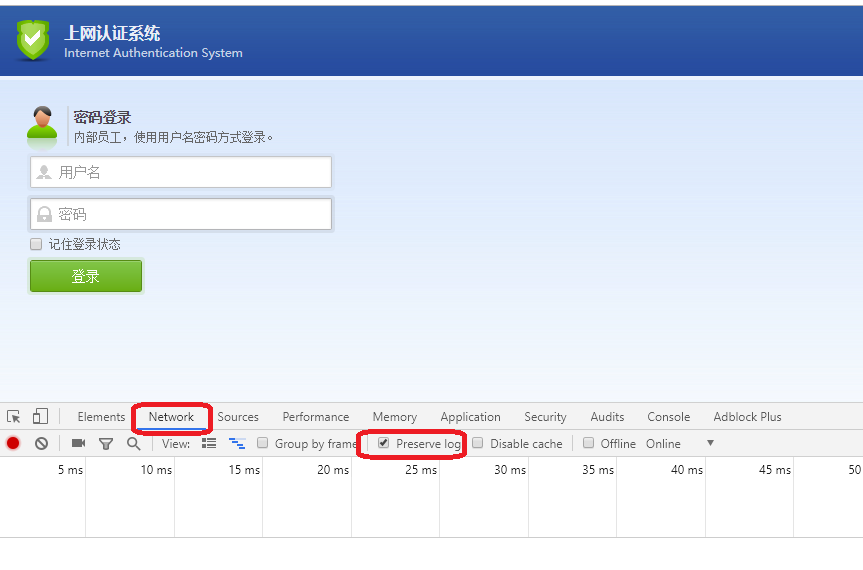 上网认证系统
Internet Authentication System
密码登录
内部员工，使用用户名密码方式登录。
用户名
密码
记住登录状态
登录
Elements Network Sources Performance Memory Application Security Audits Console Adblock Plus
View: Group by frame Preserve log Disable cache Offline Online
5 ms 10 ms 15 ms 20 ms 25 ms 30 ms 35 ms 40 ms 45 ms 50